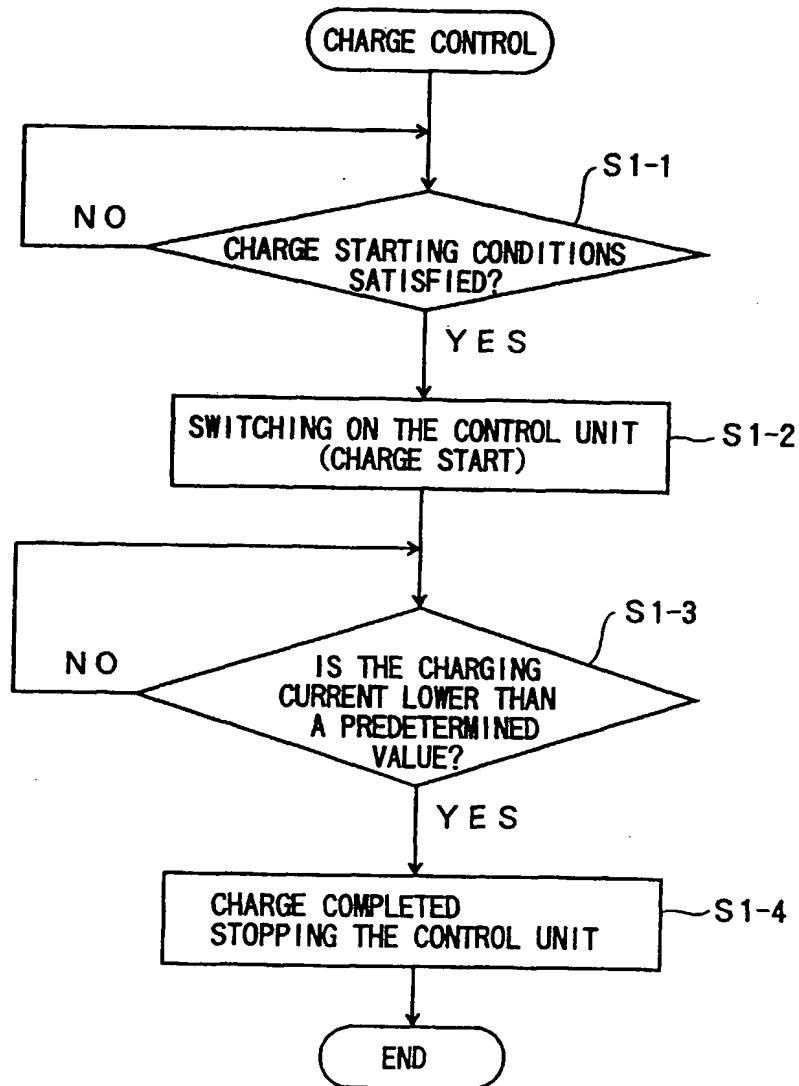 CHARGE CONTROL
S1-1
NO
CHARGE STARTING CONDITIONS
SATISFIED?
YES
SWITCHING ON THE CONTROL UNIT
(CHARGE START)
S1-2
S1-3
NO
IS THE CHARGING
CURRENT LOWER THAN
A PREDETERMINED
VALUE?
YES
CHARGE COMPLETED
STOPPING THE CONTROL UNIT
S1-4
END